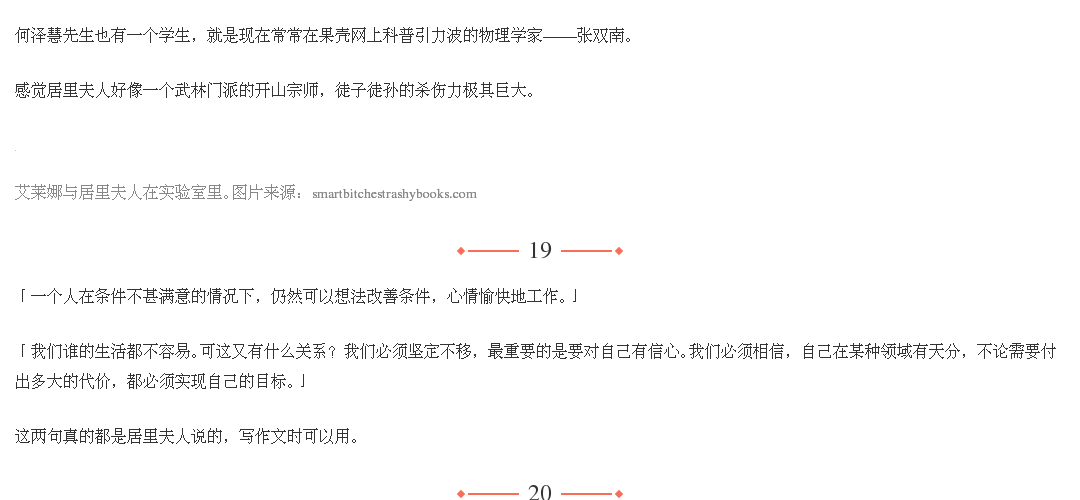 何泽慧先生也有一个学生，就是现在常常在果壳网上科普引力波的物理学家——张双南。
感觉居里夫人好像一个武林门派的开山宗师，徒子徒孙的杀伤力极其巨大。
艾莱娜与居里夫人在实验室里。图片来源：smartbitchestrashybooks.com
19
「一个人在条件不甚满意的情况下，仍然可以想法改善条件，心情愉快地工作。」
「我们谁的生活都不容易。可这又有什么关系？我们必须坚定不移，最重要的是要对自己有信心。我们必须相信，自己在某种领域有天分，不论需要付
出多大的代价，都必须实现自己的目标。」
这两句真的都是居里夫人说的，写作文时可以用。
20